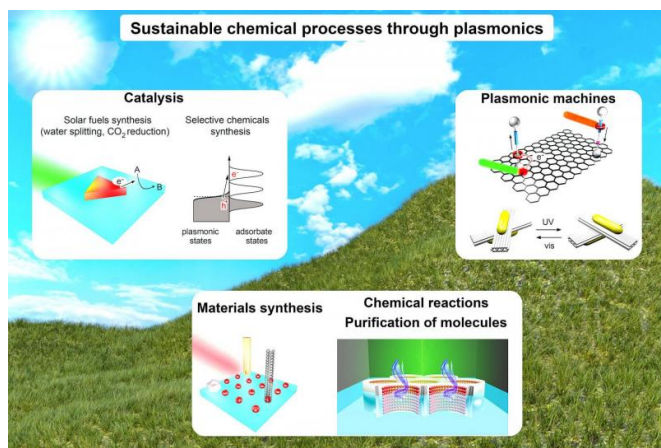 Sustainable chemical processes through plasmonics
Catalysis
Solar fuels synthesis
(water splitting, CO₂ reduction)
Selective chemicals
synthesis
e⁻
A
B
e⁻
h
plasmonic
states
adsorbate
states
Plasmonic machines
e⁻
UV
vis
Materials synthesis
Chemical reactions
Purification of molecules